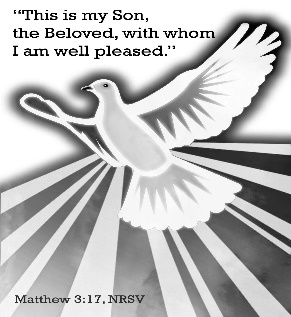 “This is my Son,
the Beloved, with whom
I am well pleased.”
Matthew 3:17, NRSV